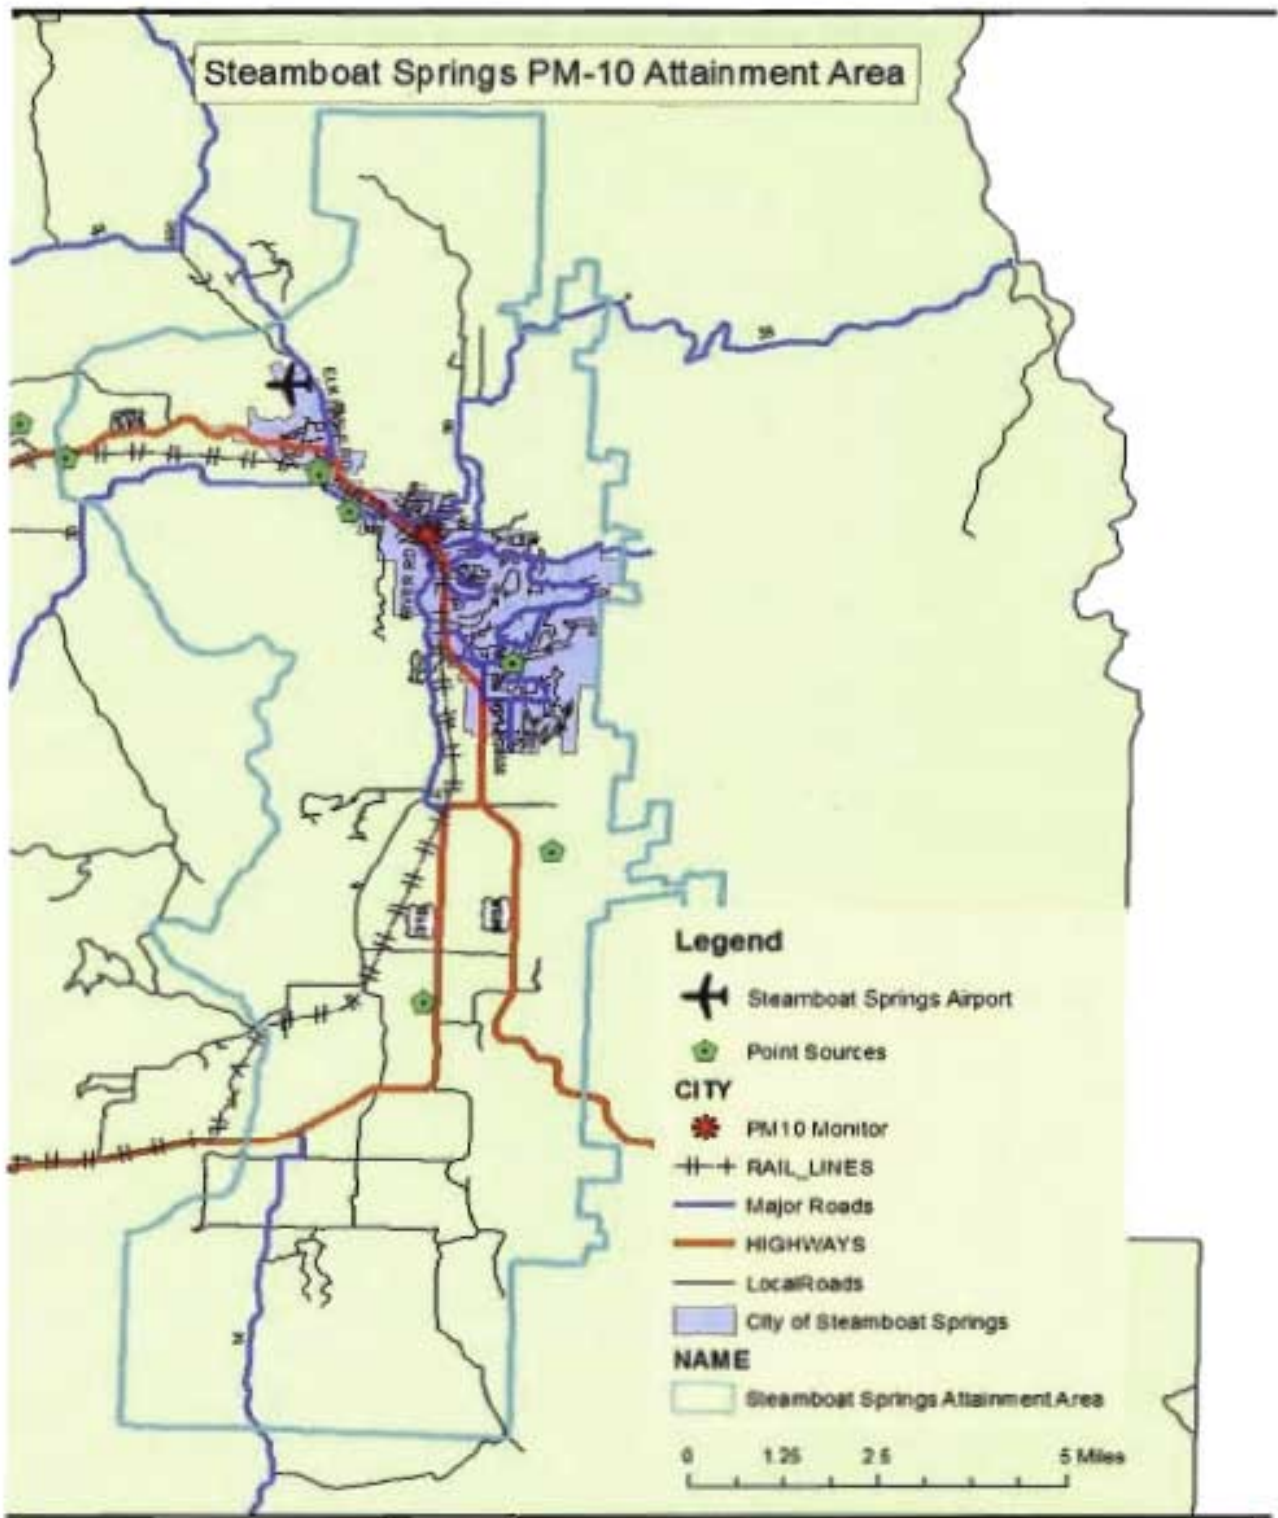 Steamboat Springs PM-10 Attainment Area
Legend
Steamboat Springs Airport
Point Sources
CITY
PM10 Monitor
RAIL_LINES
Major Roads
HIGHWAYS
LocalRoads
City of Steamboat Springs
NAME
Steamboat Springs Attainment Area
0 1.25 2.5 5 Miles